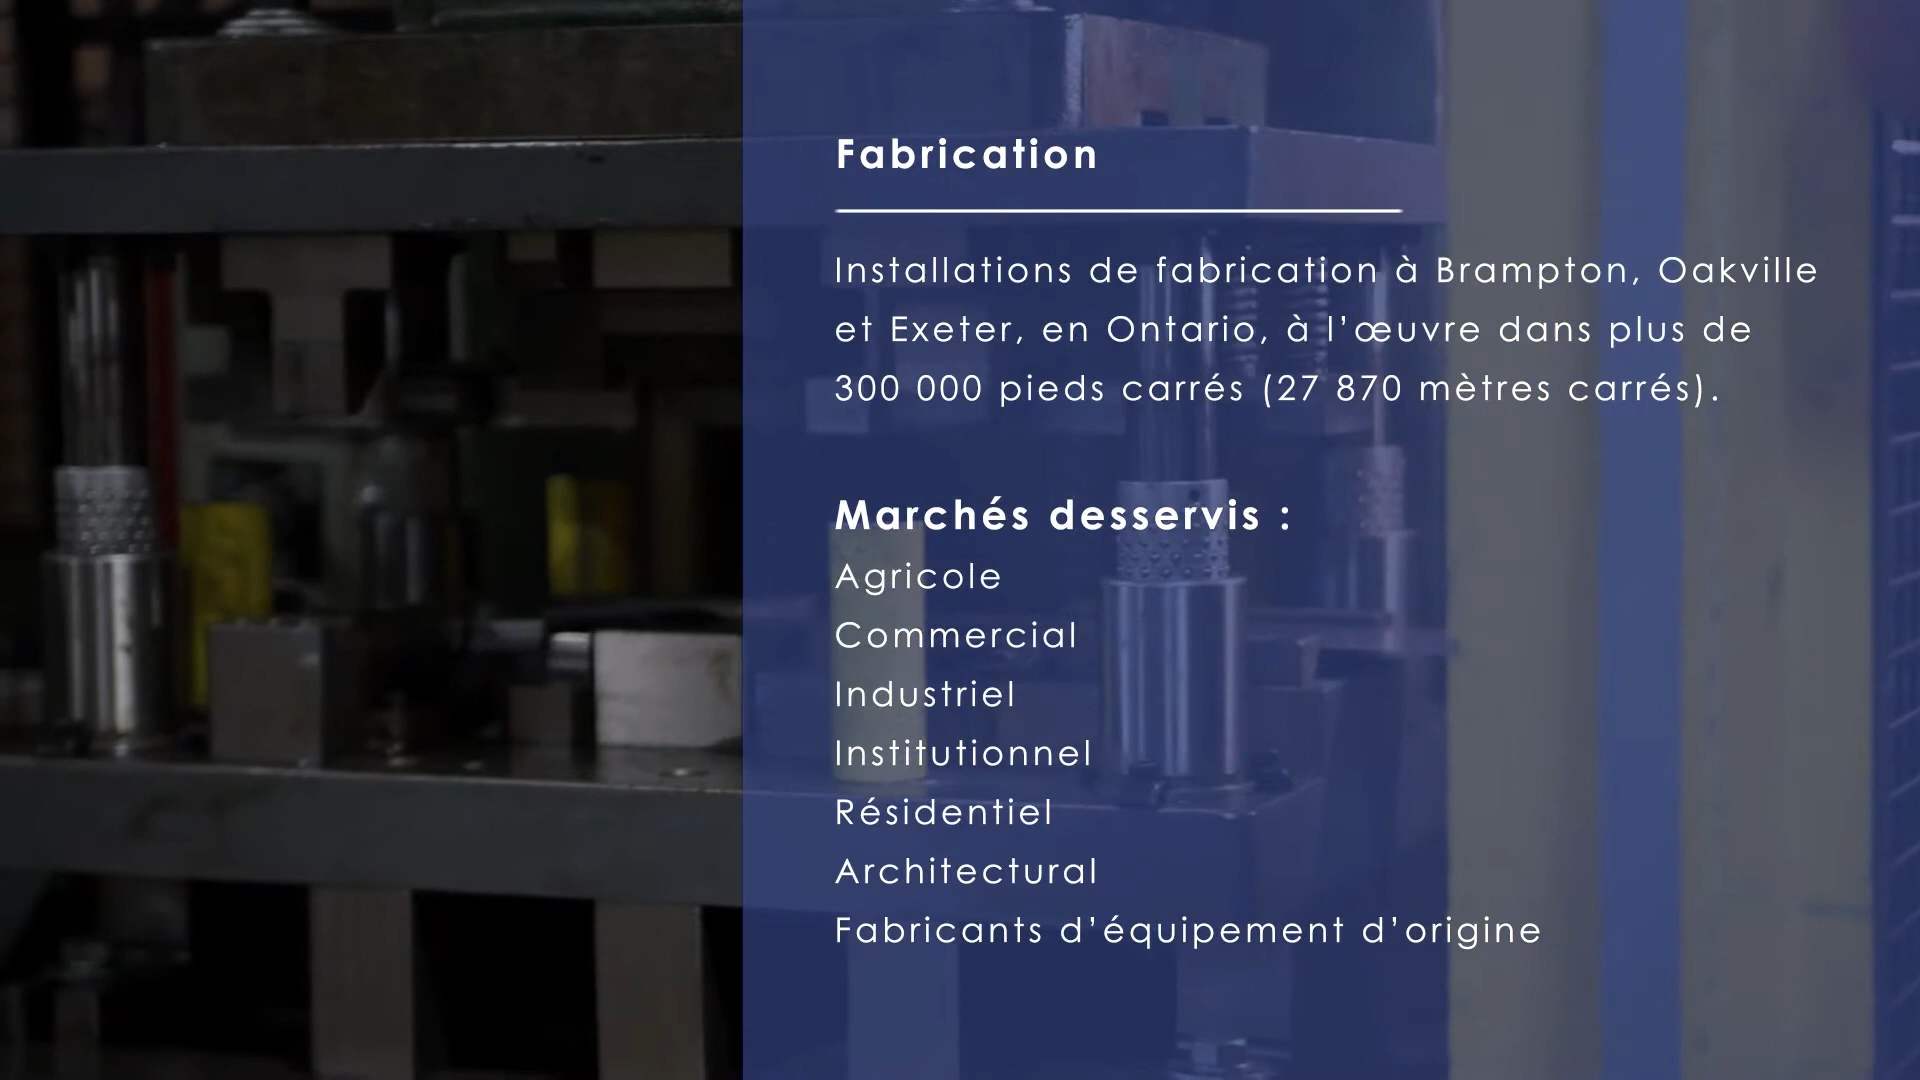 Fabrication
Installations de fabrication à Brampton, Oakville
et Exeter, en Ontario, à l’œuvre dans plus de
300 000 pieds carrés (27 870 mètres carrés).
Marchés desservis :
Agricole
Commercial
Industriel
Institutionnel
Résidentiel
Architectural
Fabricants d’équipement d’origine